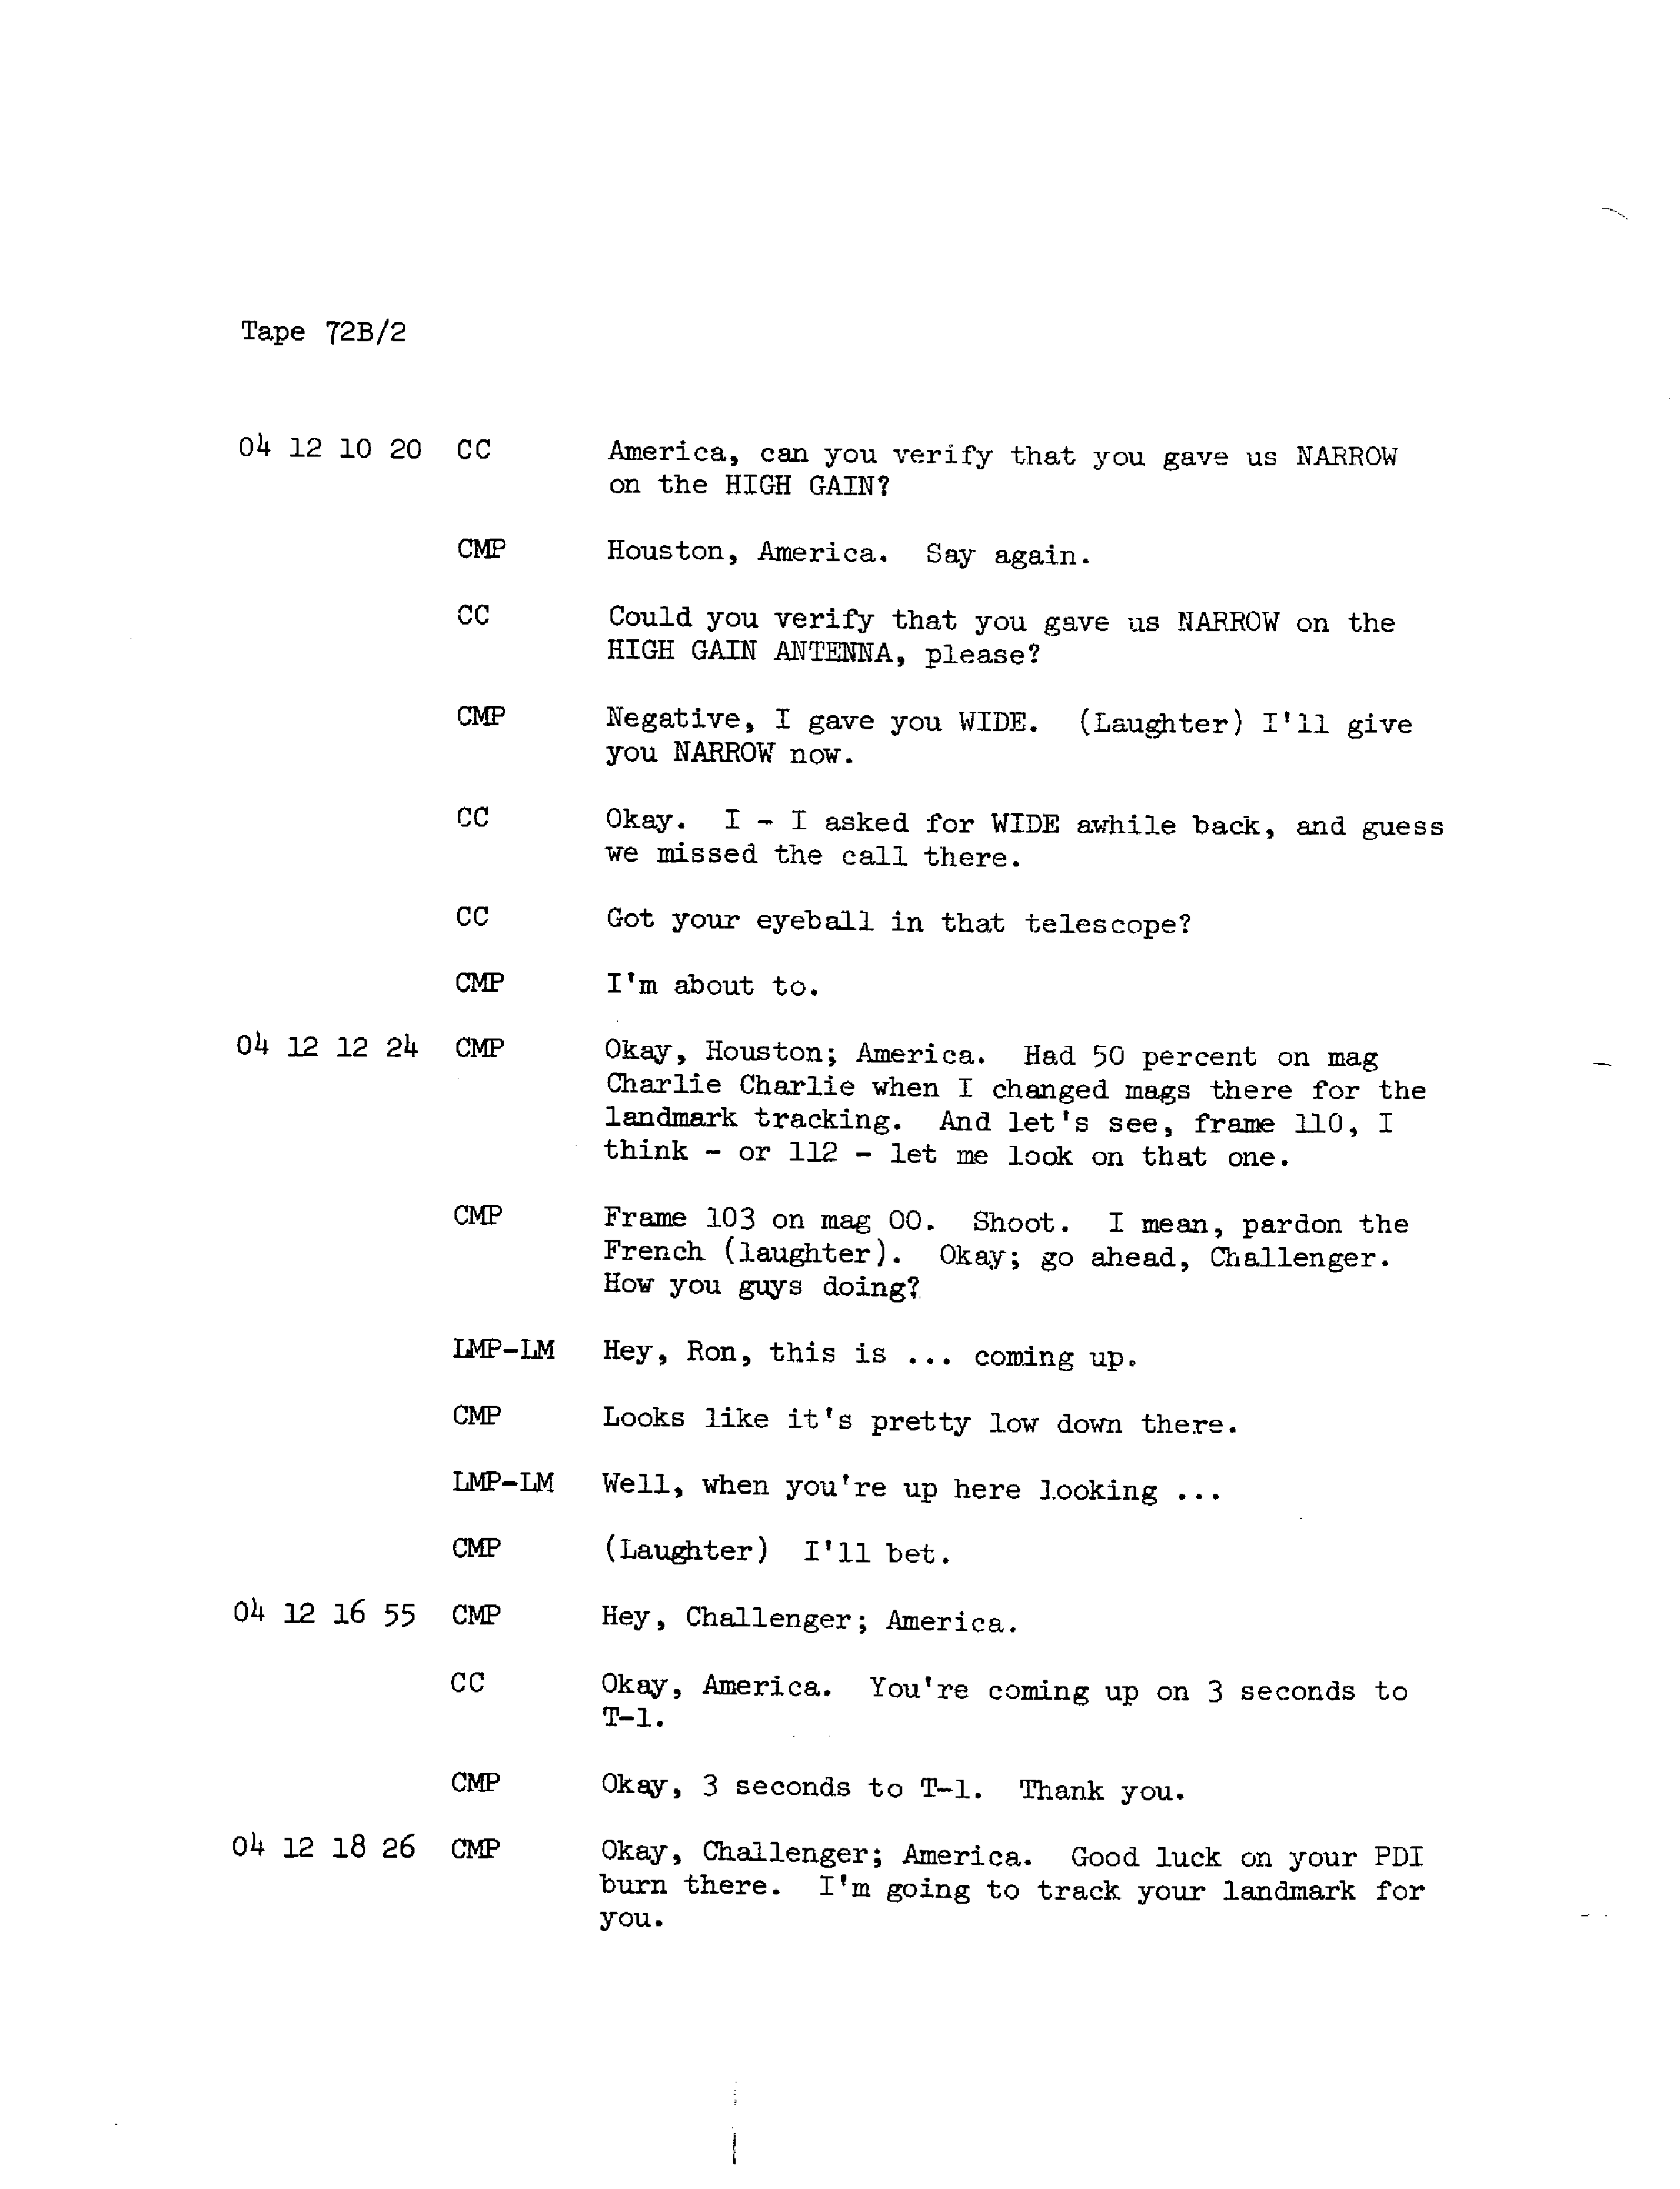 Tape 72B/2
04 12 10 20 CC America, can you verify that you gave us NARROW
on the HIGH GAIN?
CMP Houston, America. Say again.
CC Could you verify that you gave us NARROW on the
HIGH GAIN ANTENNA, please?
CMP Negative, I gave you WIDE. (Laughter) I'll give
you NARROW now.
CC Okay. I - I asked for WIDE awhile back, and guess
we missed the call there.
CC Got your eyeball in that telescope?
CMP I'm about to.
04 12 12 24 CMP Okay, Houston; America. Had 50 percent on mag
Charlie Charlie when I changed mags there for the
landmark tracking. And let's see, frame 110, I
think - or 112 - let me look on that one.
CMP Frame 103 on mag OO. Shoot. I mean, pardon the
French (laughter). Okay; go ahead, Challenger.
How you guys doing?
LMP-LM Hey, Ron, this is ... coming up.
CMP Looks like it's pretty low down there.
LMP-LM Well, when you're up here looking ...
CMP (Laughter) I'll bet.
04 12 16 55 CMP Hey, Challenger; America.
CC Okay, America. You're coming up on 3 seconds to
T-1.
CMP Okay, 3 seconds to T-1. Thank you.
04 12 18 26 CMP Okay, Challenger; America. Good luck on your PDI
burn there. I'm going to track your landmark for
you.